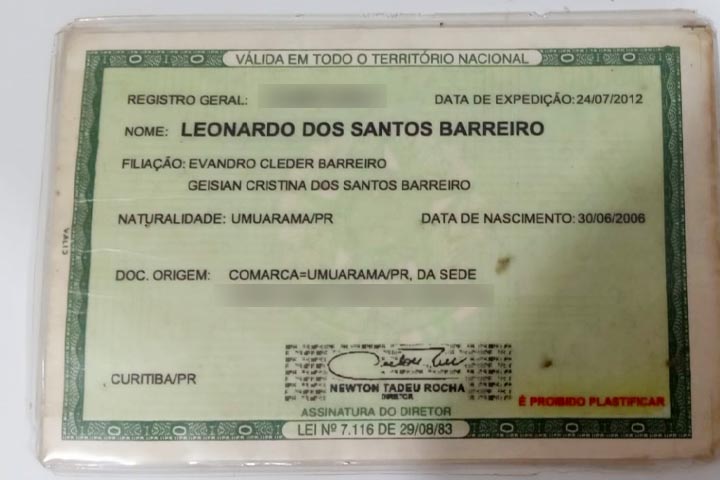 VÁLIDA EM TODO O TERRITÓRIO NACIONAL
REGISTRO GERAL: DATA DE EXPEDIÇÃO: 24/07/2012
NOME: LEONARDO DOS SANTOS BARREIRO
FILIAÇÃO: EVANDRO CLEDER BARREIRO
GEISIAN CRISTINA DOS SANTOS BARREIRO
NATURALIDADE: UMUARAMA/PR DATA DE NASCIMENTO: 30/06/2006
DOC. ORIGEM: COMARCA=UMUARAMA/PR, DA SEDE
CURITIBA/PR
NEWTON TADEU ROCHA
DIRETOR
É PROIBIDO PLASTIFICAR
ASSINATURA DO DIRETOR
LEI Nº 7.116 DE 29/08/83